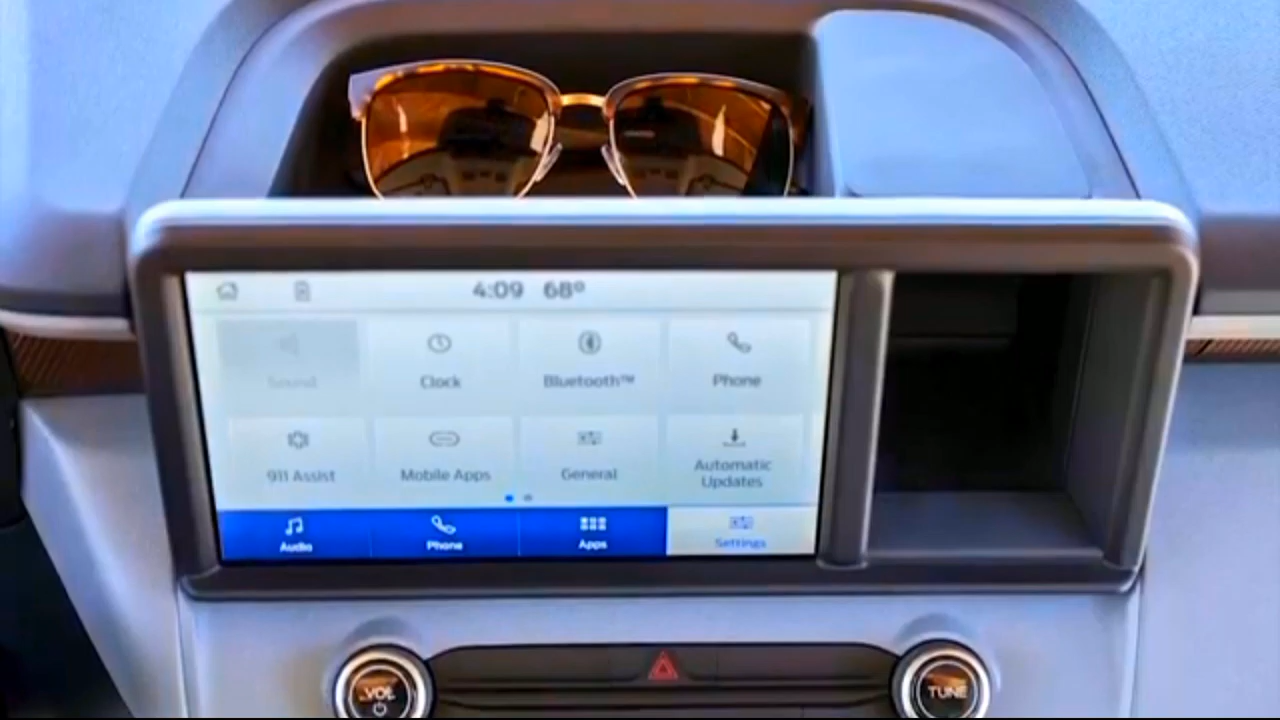 4:09 68°
Sound
Clock
Bluetooth™
Phone
911 Assist
Mobile Apps
General
Automatic
Updates
Audio
Phone
Apps
Settings
VOL
TUNE